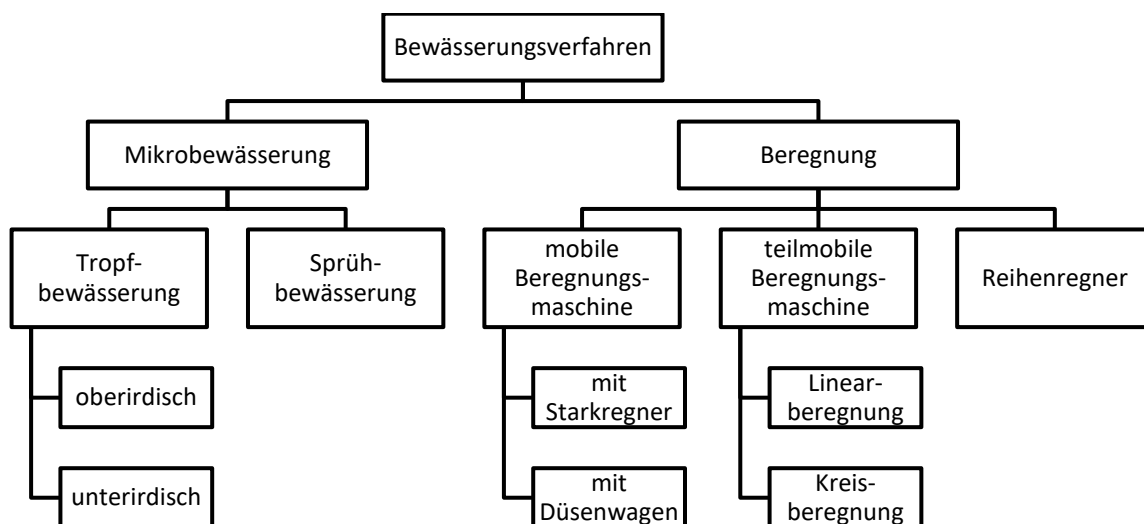 Bewässerungsverfahren
Mikrobewässerung
Beregnung
Tropf-
bewässerung
Sprüh-
bewässerung
mobile
Beregnungs-
maschine
teilmobile
Beregnungs-
maschine
Reihenregner
oberirdisch
mit
Starkregner
Linear-
beregnung
unterirdisch
mit
Düsenwagen
Kreis-
beregnung